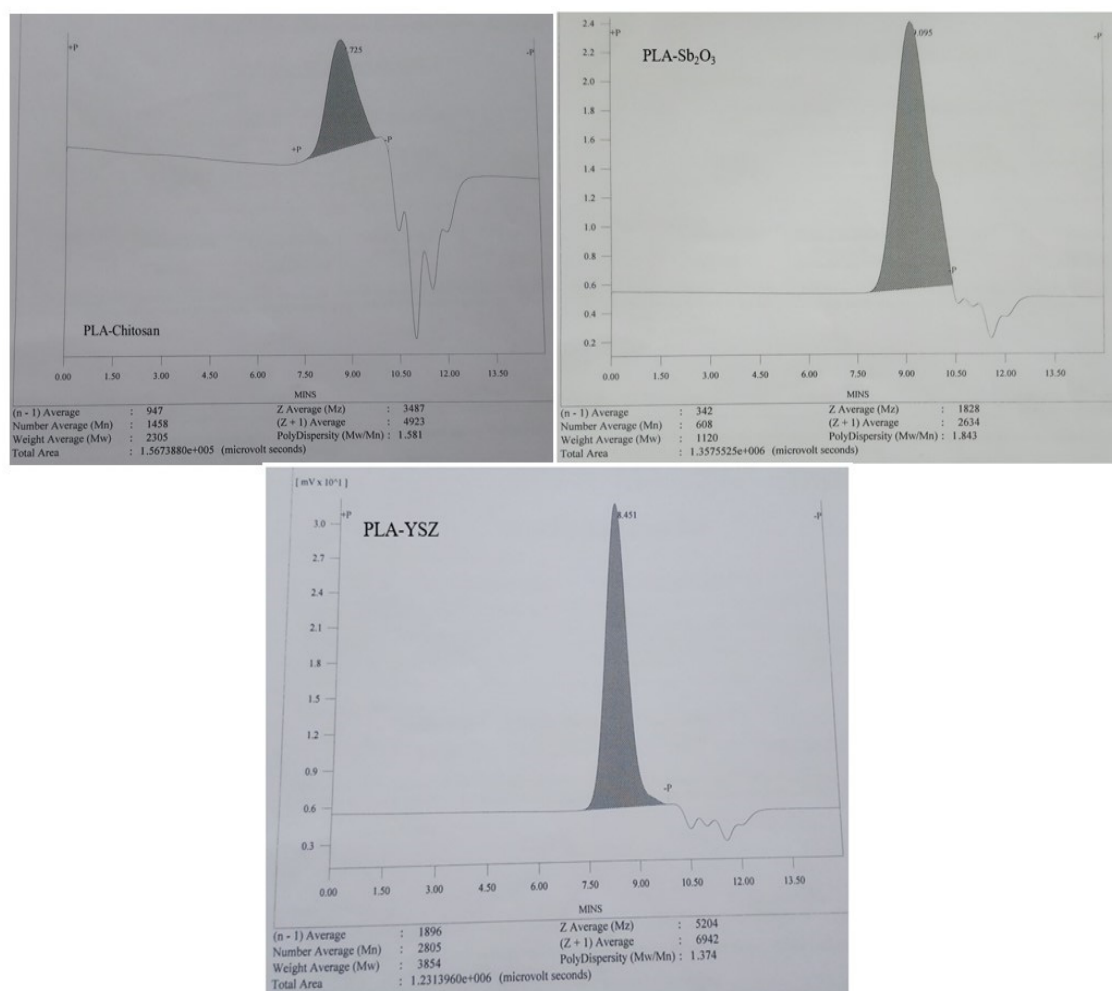 +P
-P
.725
+P
-P
PLA-Chitosan
0.00 1.50 3.00 4.50 6.00 7.50 9.00 10.50 12.00 13.50
MINS
(n - 1) Average : 947 Z Average (Mz) : 3487
Number Average (Mn) : 1458 (Z + 1) Average : 4923
Weight Average (Mw) : 2305 PolyDispersity (Mw/Mn) : 1.581
Total Area : 1.5673880e+005 (microvolt seconds)
+P
-P
9.095
PLA-Sb₂O₃
2.4
2.2
2.0
1.8
1.6
1.4
1.2
1.0
0.8
0.6
0.4
0.2
-P
0.00 1.50 3.00 4.50 6.00 7.50 9.00 10.50 12.00 13.50
MINS
(n - 1) Average : 342 Z Average (Mz) : 1828
Number Average (Mn) : 608 (Z + 1) Average : 2634
Weight Average (Mw) : 1120 PolyDispersity (Mw/Mn) : 1.843
Total Area : 1.3575525e+006 (microvolt seconds)
[ mV x 10^1 ]
+P
-P
8.451
PLA-YSZ
3.0
2.7
2.4
2.1
1.8
1.5
1.2
0.9
0.6
0.3
-P
0.00 1.50 3.00 4.50 6.00 7.50 9.00 10.50 12.00 13.50
MINS
(n - 1) Average : 1896 Z Average (Mz) : 5204
Number Average (Mn) : 2805 (Z + 1) Average : 6942
Weight Average (Mw) : 3854 PolyDispersity (Mw/Mn) : 1.374
Total Area : 1.2313960e+006 (microvolt seconds)